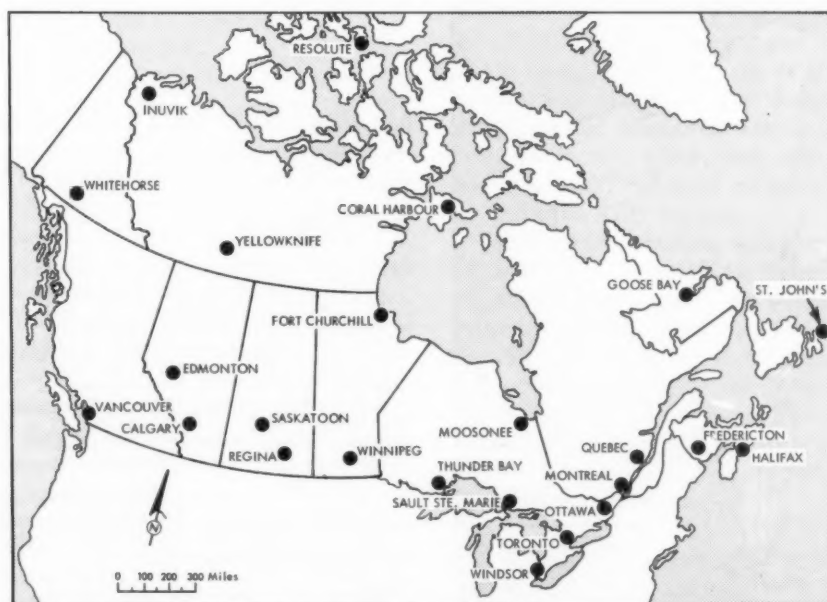 RESOLUTE
INUVIK
WHITEHORSE
CORAL HARBOUR
YELLOWKNIFE
GOOSE BAY
ST. JOHN'S
FORT CHURCHILL
EDMONTON
VANCOUVER
CALGARY
SASKATOON
REGINA
WINNIPEG
MOOSONEE
THUNDER BAY
SAULT STE. MARIE
QUEBEC
MONTREAL
OTTAWA
FREDERICTON
HALIFAX
TORONTO
WINDSOR
N
0 100 200 300 Miles